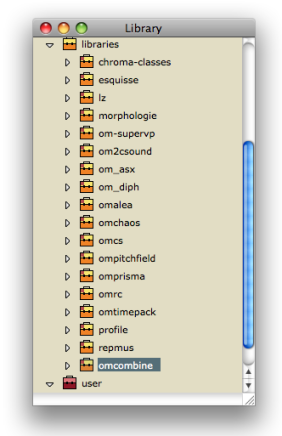 Library
libraries
chroma-classes
esquisse
lz
morphologie
om-supervp
om2csound
om_asx
om_diph
omalea
omchaos
omcs
ompitchfield
omprisma
omrc
omtimepack
profile
repmus
omcombine
user